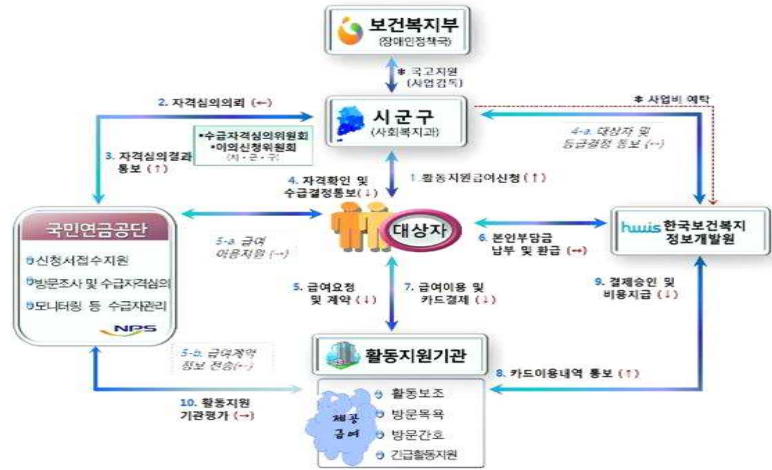 보건복지부
(장애인정책국)
* 국고지원
(사업감독)
2. 자격심의의뢰 (←)
시군구
(사회복지과)
* 사업비 예탁
•수급자격심의위원회
•이의신청위원회
(시·군·구)
3. 자격심의결과
통보 (↑)
4-a. 대상자 및
등급결정 통보 (↔)
4. 자격확인 및
수급결정통보(↓)
1. 활동지원급여신청 (↑)
국민연금공단
신청서접수지원
방문조사 및 수급자격심의
모니터링 등 수급자관리
NPS
5-a. 급여
이용지원 (→)
대상자
6. 본인부담금
납부 및 환급 (↔)
hwis 한국보건복지
정보개발원
5. 급여요청
및 계약 (↓)
7. 급여이용 및
카드결제 (↓)
9. 결제승인 및
비용지급 (↓)
5-b. 급여계약
정보 전송(←)
활동지원기관
8. 카드이용내역 통보 (↑)
10. 활동지원
기관평가 (→)
제공
급여
활동보조
방문목욕
방문간호
긴급활동지원